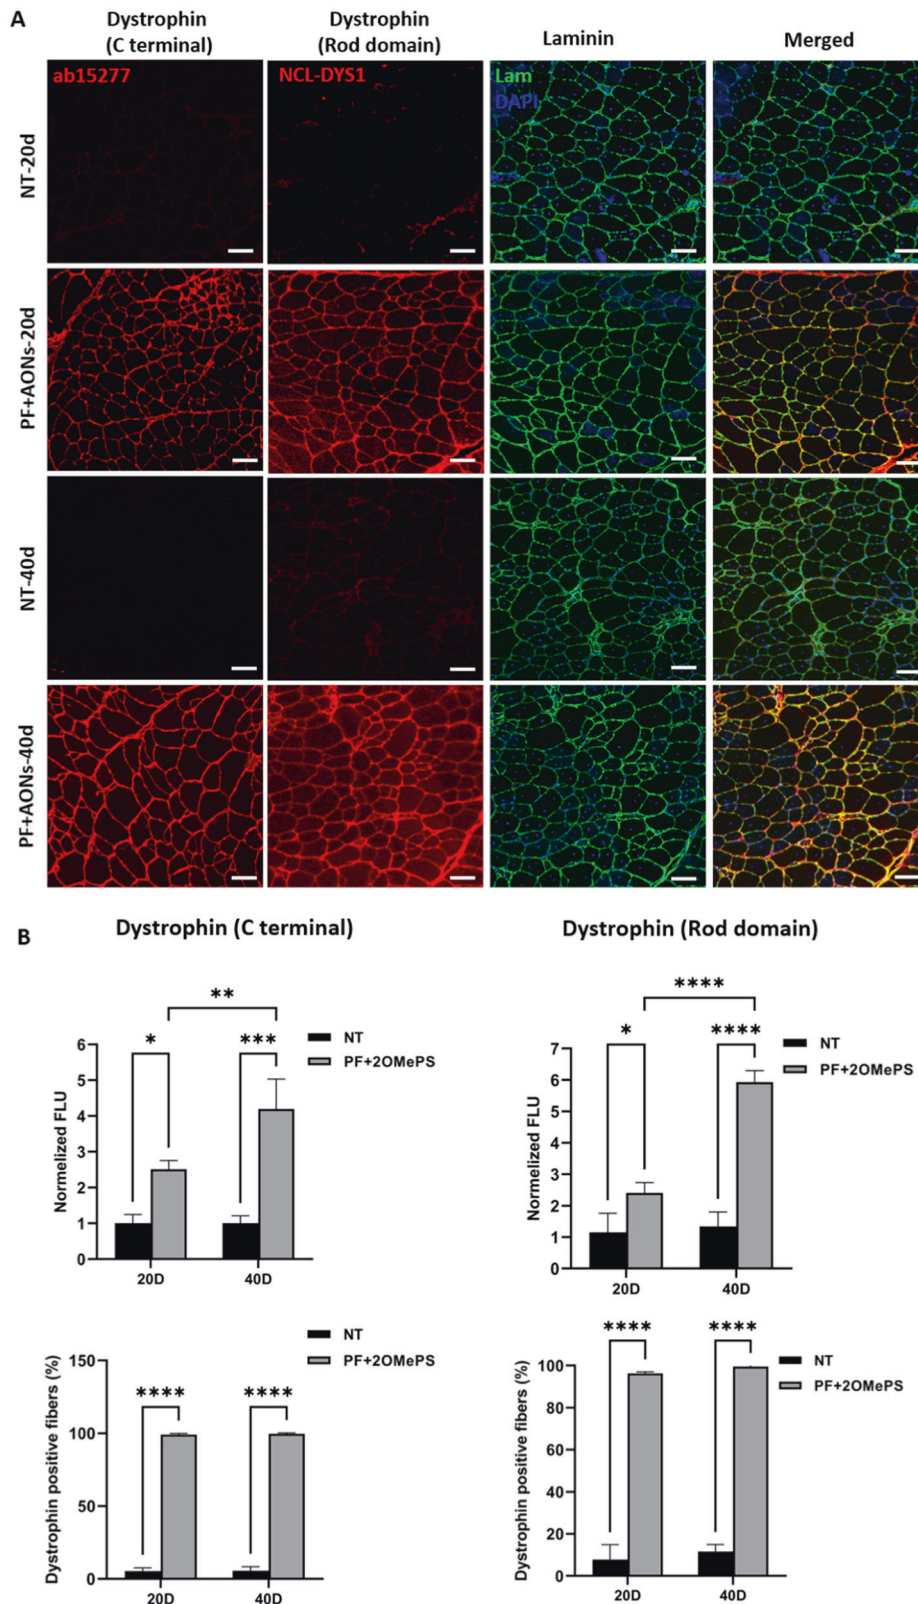 A
Dystrophin
(C terminal)
Dystrophin
(Rod domain)
Laminin
Merged
ab15277
NCL-DYS1
Lam
DAPI
NT-20d
PF+AONs-20d
NT-40d
PF+AONs-40d
B
Dystrophin (C terminal)
Dystrophin (Rod domain)
**
*
***
NT
PF+2OMePS
6
5
4
3
2
1
0
Normelized FLU
20D
40D
****
*
****
NT
PF+2OMePS
7
6
5
4
3
2
1
0
Normelized FLU
20D
40D
NT
PF+2OMePS
****
****
150
100
50
0
Dystrophin positive fibers (%)
20D
40D
****
****
NT
PF+2OMePS
100
80
60
40
20
0
Dystrophin positive fibers (%)
20D
40D